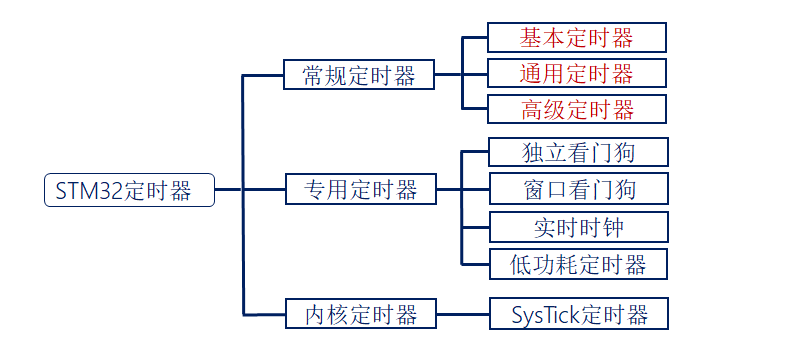 STM32定时器
常规定时器
基本定时器
通用定时器
高级定时器
专用定时器
独立看门狗
窗口看门狗
实时时钟
低功耗定时器
内核定时器
SysTick定时器